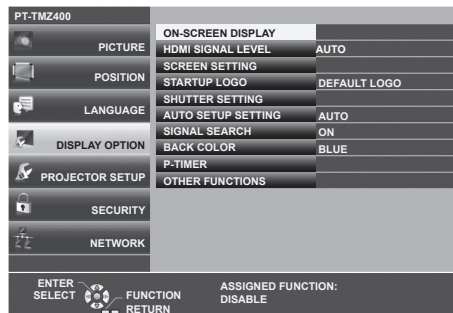 PT-TMZ400
PICTURE
POSITION
LANGUAGE
DISPLAY OPTION
PROJECTOR SETUP
SECURITY
NETWORK
ON-SCREEN DISPLAY
HDMI SIGNAL LEVEL AUTO
SCREEN SETTING
STARTUP LOGO DEFAULT LOGO
SHUTTER SETTING
AUTO SETUP SETTING AUTO
SIGNAL SEARCH ON
BACK COLOR BLUE
P-TIMER
OTHER FUNCTIONS
ENTER
SELECT
FUNCTION
RETURN
ASSIGNED FUNCTION:
DISABLE